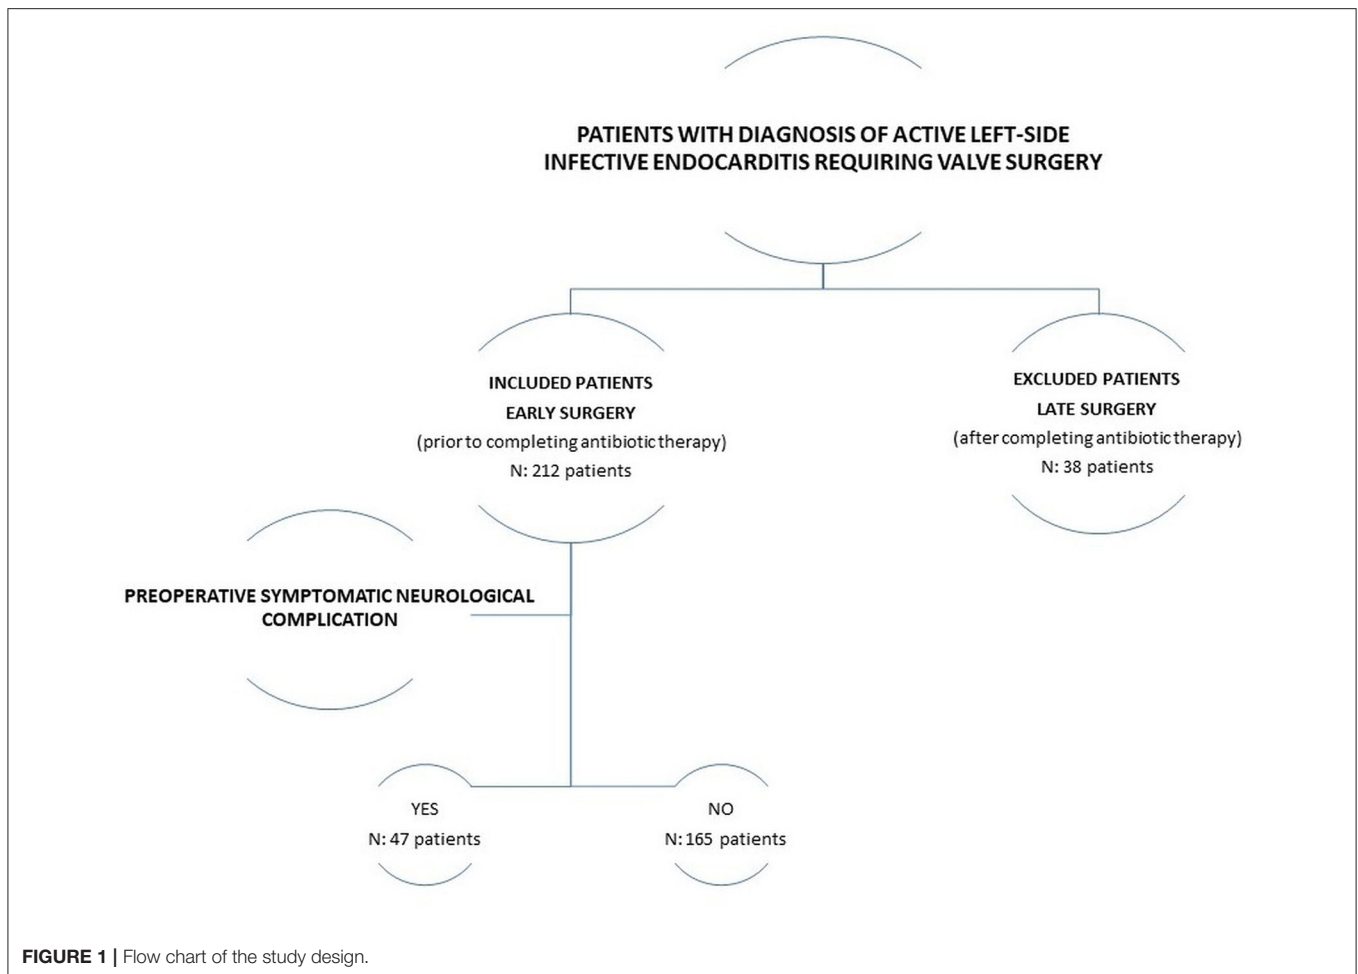 PATIENTS WITH DIAGNOSIS OF ACTIVE LEFT-SIDE
INFECTIVE ENDOCARDITIS REQUIRING VALVE SURGERY
INCLUDED PATIENTS
EARLY SURGERY
(prior to completing antibiotic therapy)
N: 212 patients
EXCLUDED PATIENTS
LATE SURGERY
(after completing antibiotic therapy)
N: 38 patients
PREOPERATIVE SYMPTOMATIC NEUROLOGICAL
COMPLICATION
YES
N: 47 patients
NO
N: 165 patients
FIGURE 1 | Flow chart of the study design.